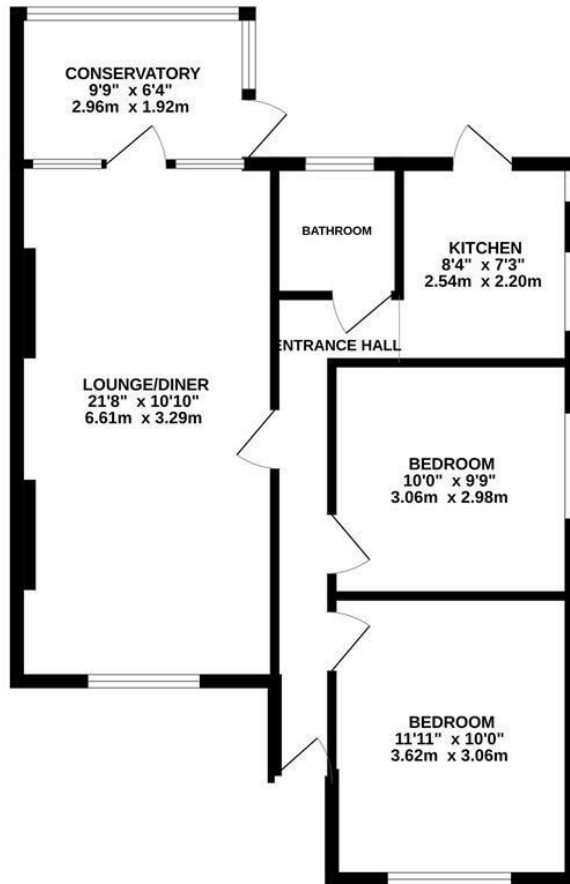 CONSERVATORY
9'9" x 6'4"
2.96m x 1.92m
BATHROOM
KITCHEN
8'4" x 7'3"
2.54m x 2.20m
ENTRANCE HALL
LOUNGE/DINER
21'8" x 10'10"
6.61m x 3.29m
BEDROOM
10'0" x 9'9"
3.06m x 2.98m
BEDROOM
11'11" x 10'0"
3.62m x 3.06m